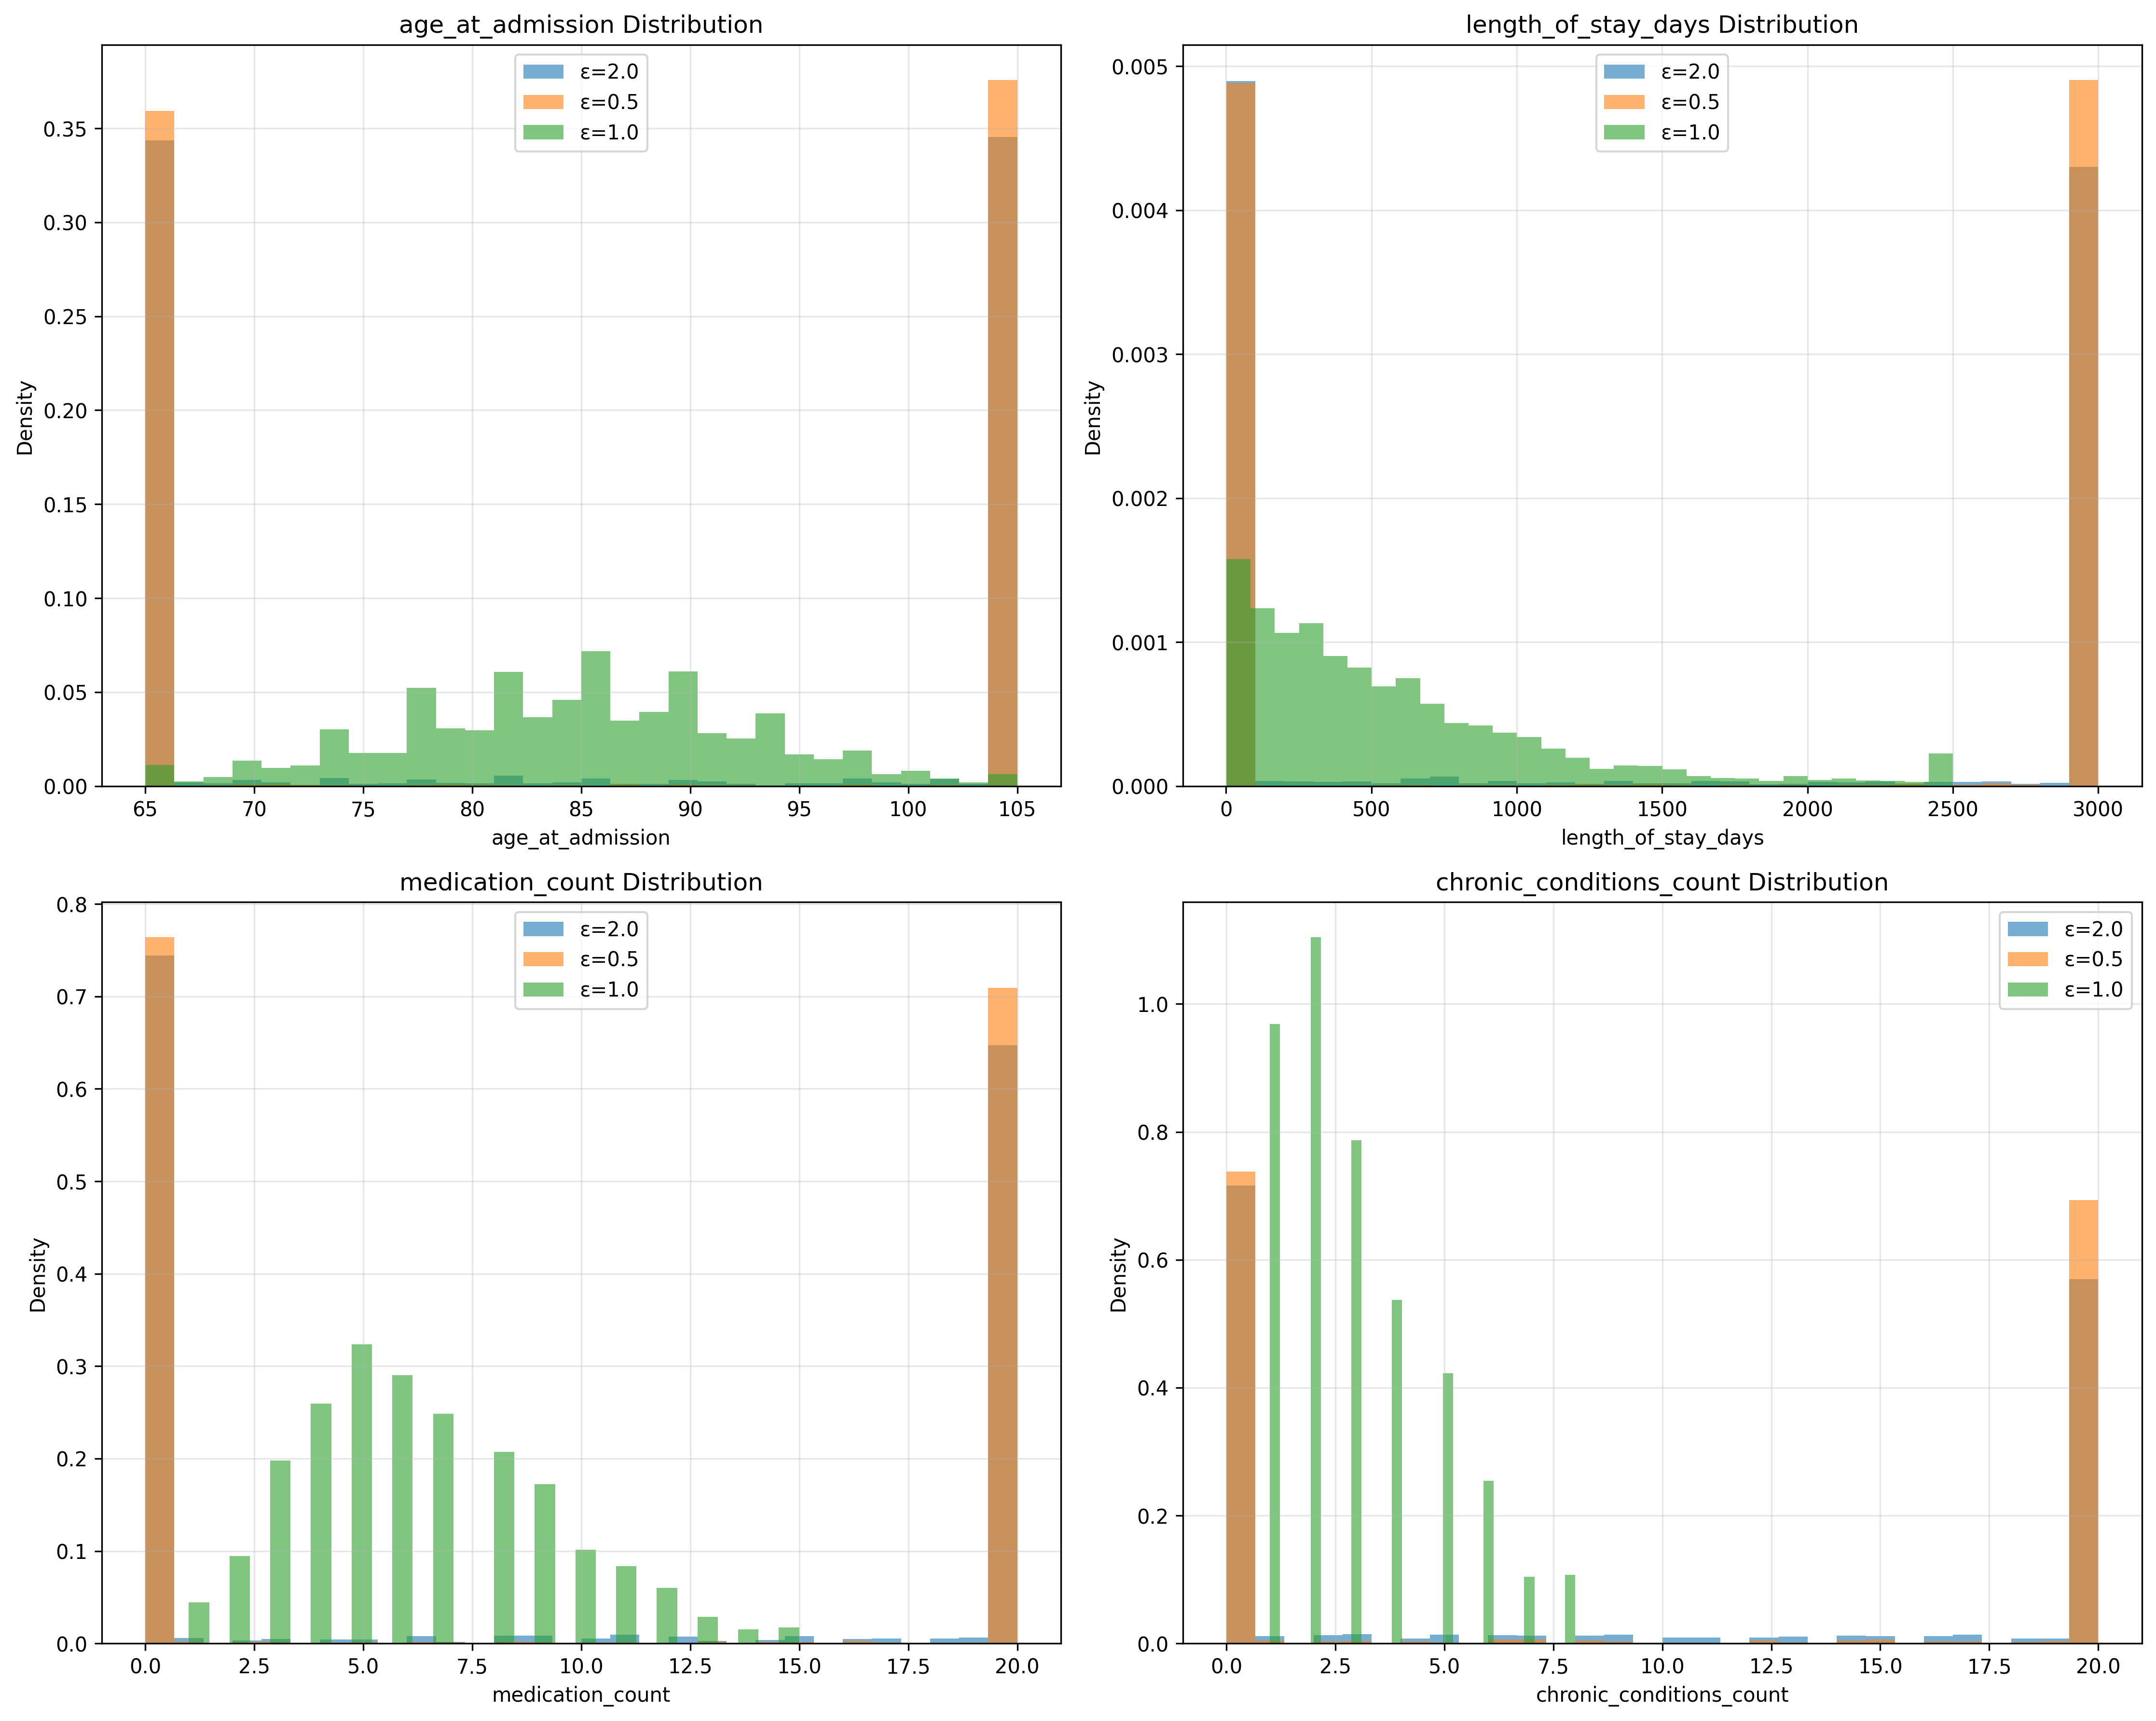 age_at_admission Distribution
ε=2.0
ε=0.5
ε=1.0
0.35
0.30
0.25
0.20
0.15
0.10
0.05
0.00
Density
65 70 75 80 85 90 95 100 105
age_at_admission
length_of_stay_days Distribution
ε=2.0
ε=0.5
ε=1.0
0.005
0.004
0.003
0.002
0.001
0.000
Density
0 500 1000 1500 2000 2500 3000
length_of_stay_days
medication_count Distribution
ε=2.0
ε=0.5
ε=1.0
0.8
0.7
0.6
0.5
0.4
0.3
0.2
0.1
0.0
Density
0.0 2.5 5.0 7.5 10.0 12.5 15.0 17.5 20.0
medication_count
chronic_conditions_count Distribution
ε=2.0
ε=0.5
ε=1.0
1.0
0.8
0.6
0.4
0.2
0.0
Density
0.0 2.5 5.0 7.5 10.0 12.5 15.0 17.5 20.0
chronic_conditions_count